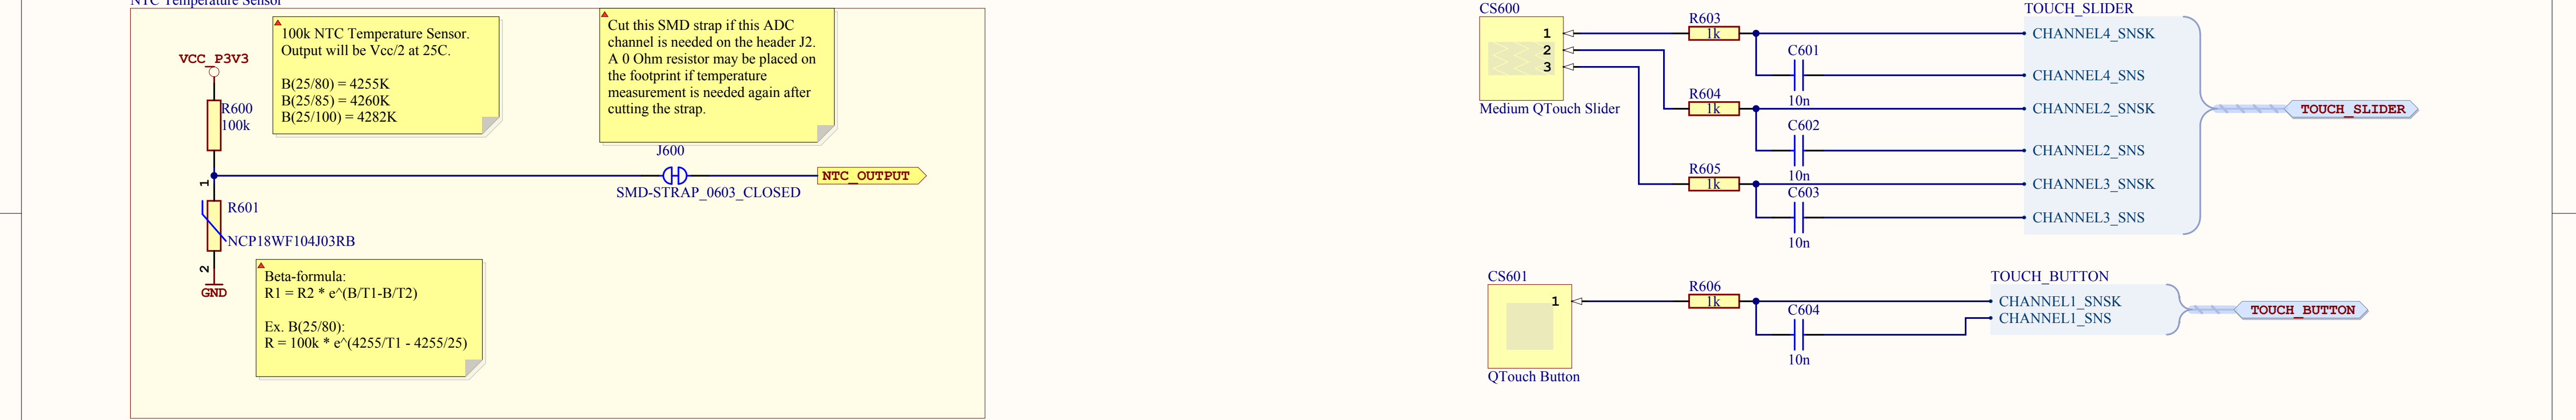 NTC Temperature Sensor
100k NTC Temperature Sensor.
Output will be Vcc/2 at 25C.
B(25/80) = 4255K
B(25/85) = 4260K
B(25/100) = 4282K
Cut this SMD strap if this ADC
channel is needed on the header J2.
A 0 Ohm resistor may be placed on
the footprint if temperature
measurement is needed again after
cutting the strap.
VCC_P3V3
R600
100k
J600
SMD-STRAP_0603_CLOSED
NTC_OUTPUT
1
R601
NCP18WF104J03RB
2
GND
Beta-formula:
R1 = R2 * e^(B/T1-B/T2)
Ex. B(25/80):
R = 100k * e^(4255/T1 - 4255/25)
CS600
1
2
3
Medium QTouch Slider
R603
1k
C601
10n
R604
1k
C602
10n
R605
1k
C603
10n
TOUCH_SLIDER
CHANNEL4_SNSK
CHANNEL4_SNS
CHANNEL2_SNSK
CHANNEL2_SNS
CHANNEL3_SNSK
CHANNEL3_SNS
TOUCH_SLIDER
CS601
1
QTouch Button
R606
1k
C604
10n
TOUCH_BUTTON
CHANNEL1_SNSK
CHANNEL1_SNS
TOUCH_BUTTON